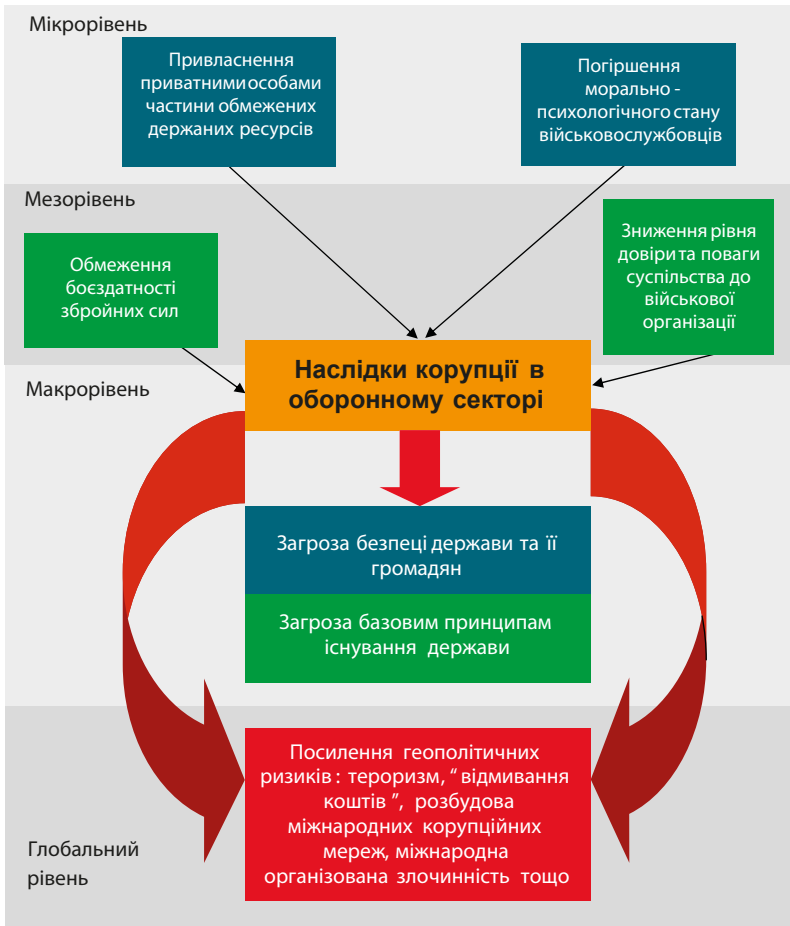 Мікрорівень
Привласнення
приватними особами
частини обмежених
держаних ресурсів
Погіршення
морально -
психологічного стану
військовослужбовців
Мезорівень
Обмеження
боєздатності
збройних сил
Зниження рівня
довіри та поваги
суспільства до
військової
організації
Макрорівень
Наслідки корупції в
оборонному секторі
Загроза безпеці держави та її
громадян
Загроза базовим принципам
існування держави
Глобальний
рівень
Посилення геополітичних
ризиків : тероризм, “ відмивання
коштів ”, розбудова
міжнародних корупційних
мереж, міжнародна
організована злочинність тощо